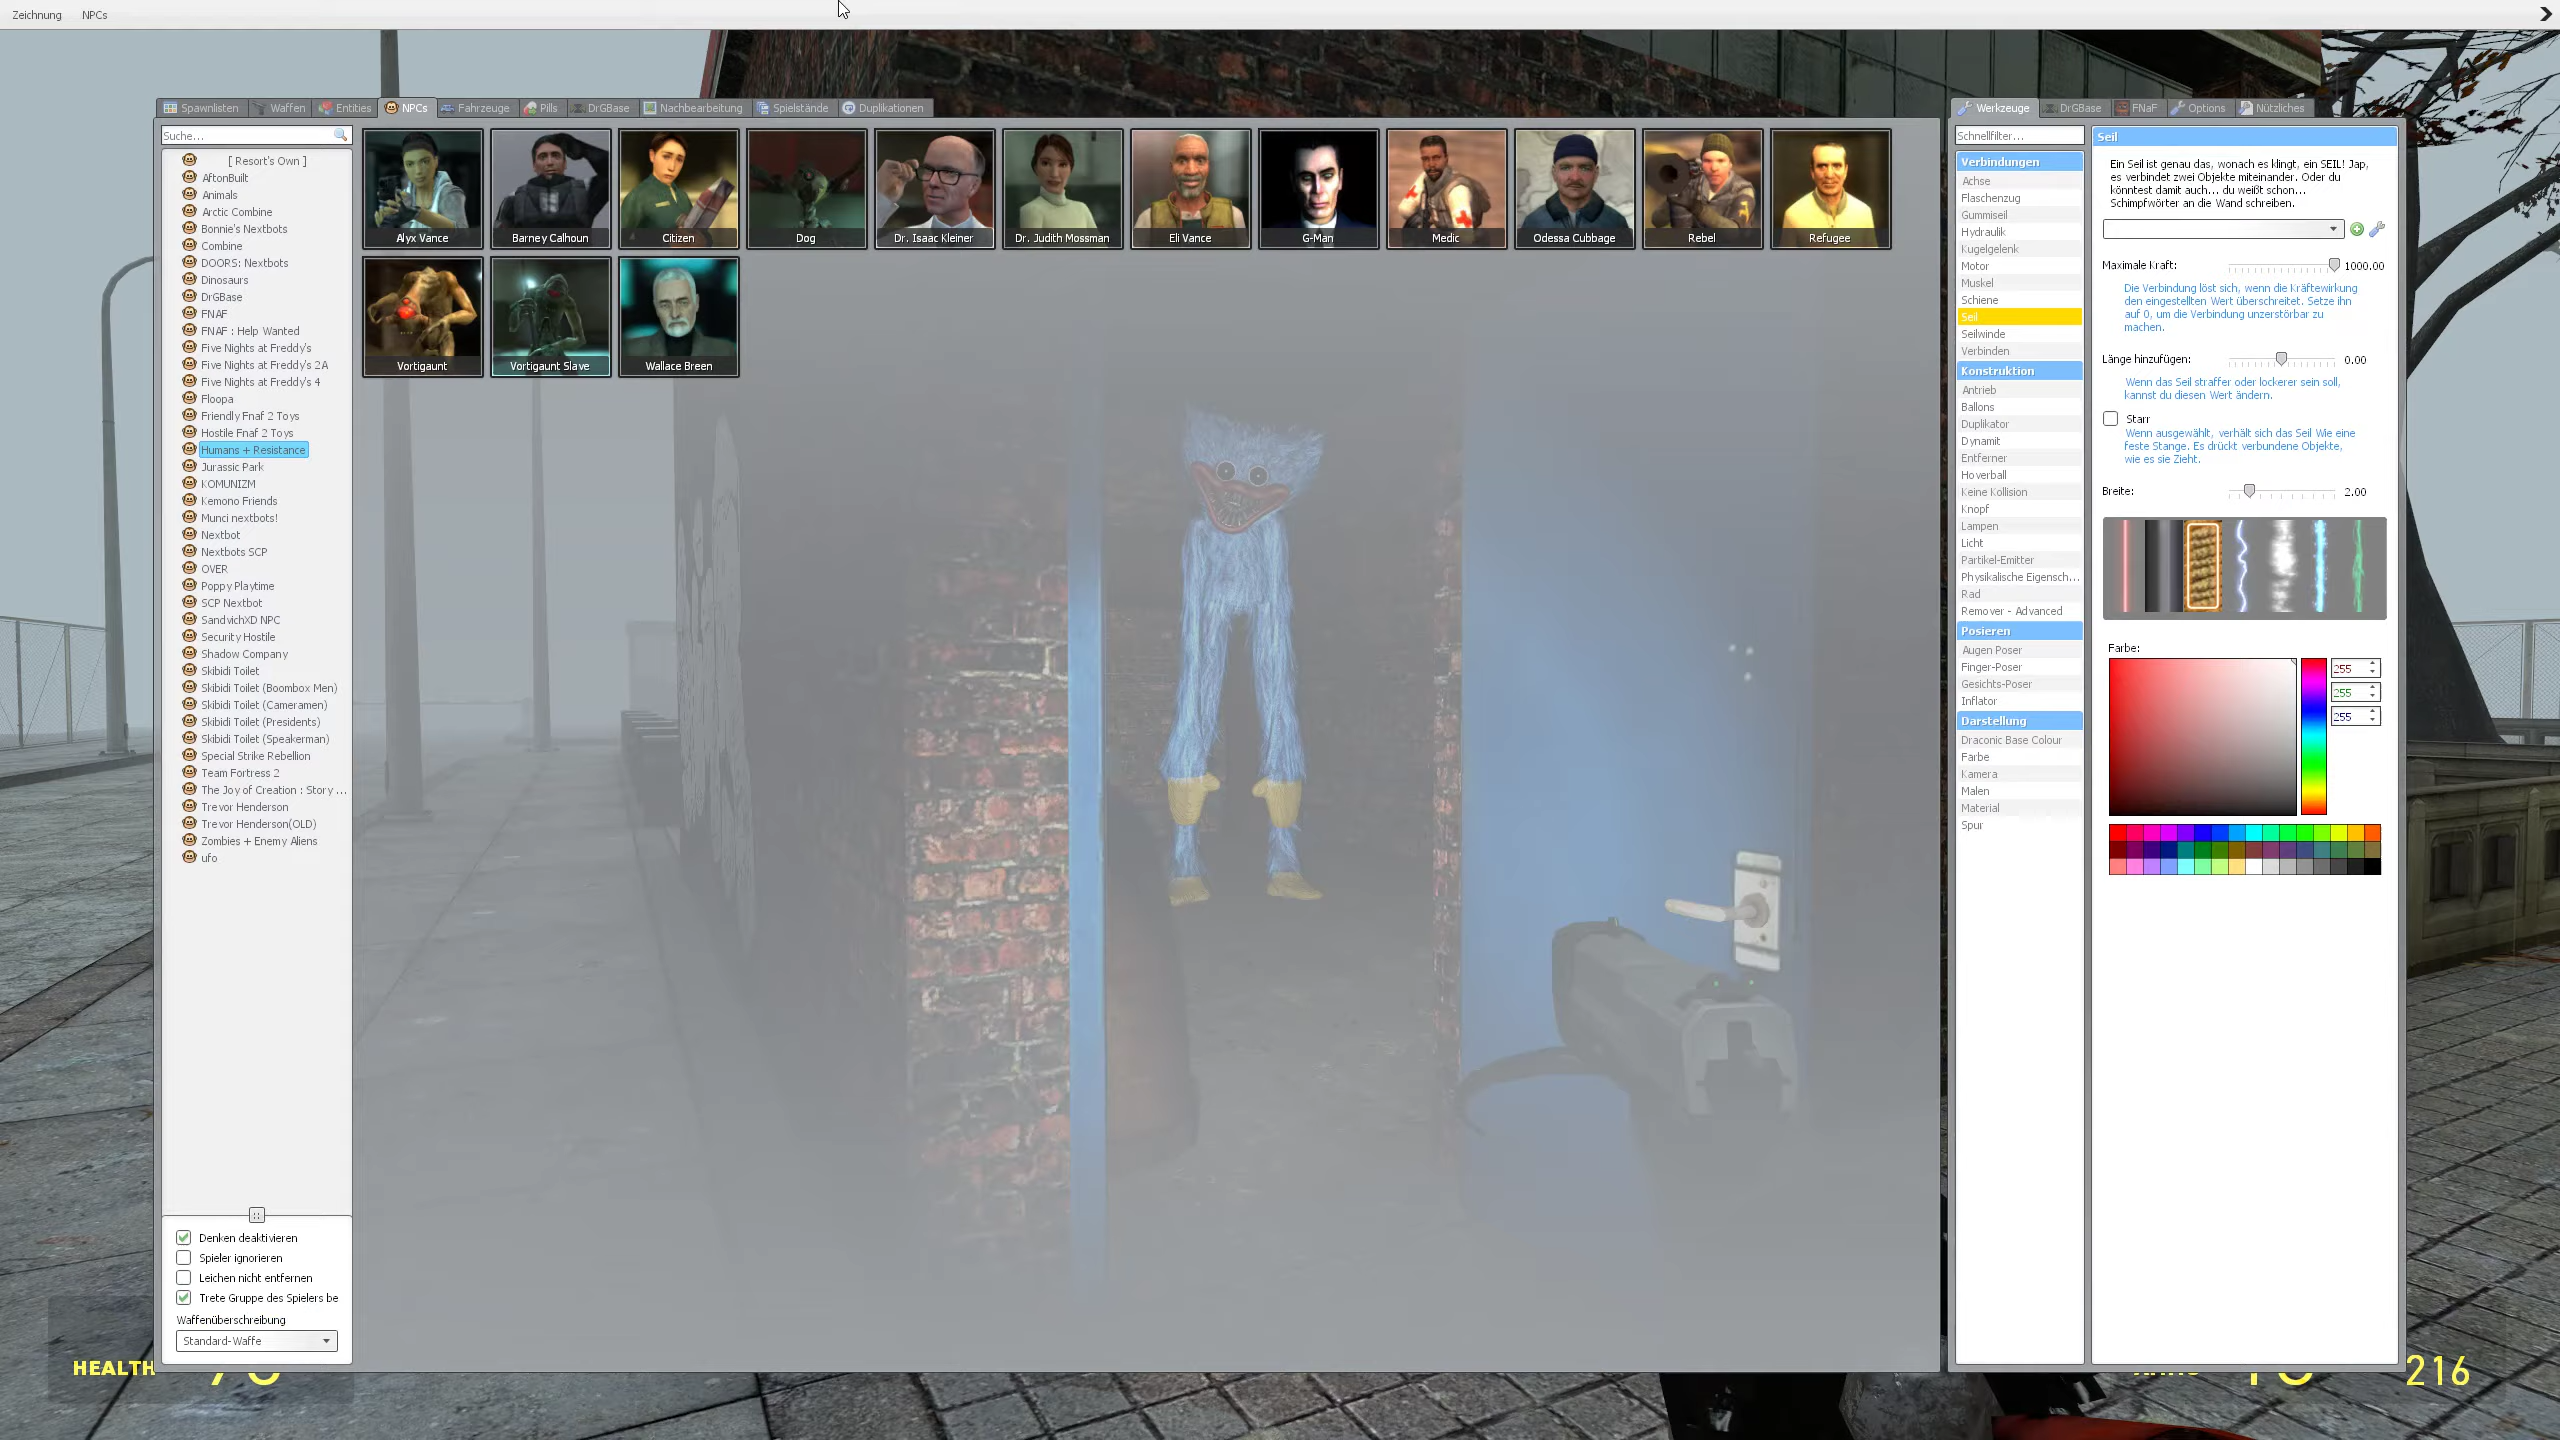 Zeichnung NPCs
Spawnlisten Waffen Entities NPCs Fahrzeuge Pills DrGBase Nachbearbeitung Spielstände Duplikationen
Suche...
[ Resort's Own ]
AftonBuilt
Animals
Arctic Combine
Bonnie's Nextbots
Combine
DOORS: Nextbots
Dinosaurs
DrGBase
FNAF
FNAF : Help Wanted
Five Nights at Freddy's
Five Nights at Freddy's 2A
Five Nights at Freddy's 4
Floopa
Friendly Fnaf 2 Toys
Hostile Fnaf 2 Toys
Humans + Resistance
Jurassic Park
KOMUNIZM
Kemono Friends
Munci nextbots!
Nextbot
Nextbots SCP
OVER
Poppy Playtime
SCP Nextbot
SandvichXD NPC
Security Hostile
Shadow Company
Skibidi Toilet
Skibidi Toilet (Boombox Men)
Skibidi Toilet (Cameramen)
Skibidi Toilet (Presidents)
Skibidi Toilet (Speakerman)
Special Strike Rebellion
Team Fortress 2
The Joy of Creation : Story ...
Trevor Henderson
Trevor Henderson(OLD)
Zombies + Enemy Aliens
ufo
Denken deaktivieren
Spieler ignorieren
Leichen nicht entfernen
Trete Gruppe des Spielers be
Waffenüberschreibung
Standard-Waffe
Alyx Vance Barney Calhoun Citizen Dog Dr. Isaac Kleiner Dr. Judith Mossman Eli Vance G-Man Medic Odessa Cubbage Rebel Refugee
Vortigaunt Vortigaunt Slave Wallace Breen
Werkzeuge DrGBase FNaF Options Nützliches
Schnellfilter...
Verbindungen
Achse
Flaschenzug
Gummiseil
Hydraulik
Kugelgelenk
Motor
Muskel
Schiene
Seil
Seilwinde
Verbinden
Konstruktion
Antrieb
Ballons
Duplikator
Dynamit
Entferner
Hoverball
Keine Kollision
Knopf
Lampen
Licht
Partikel-Emitter
Physikalische Eigensch...
Rad
Remover - Advanced
Posieren
Augen Poser
Finger-Poser
Gesichts-Poser
Inflator
Darstellung
Draconic Base Colour
Farbe
Kamera
Malen
Material
Spur
Seil
Ein Seil ist genau das, wonach es klingt, ein SEIL! Jap,
es verbindet zwei Objekte miteinander. Oder du
könntest damit auch... du weißt schon...
Schimpfwörter an die Wand schreiben.
Maximale Kraft: 1000.00
Die Verbindung löst sich, wenn die Kräftewirkung
den eingestellten Wert überschreitet. Setze ihn
auf 0, um die Verbindung unzerstörbar zu
machen.
Länge hinzufügen: 0.00
Wenn das Seil straffer oder lockerer sein soll,
kannst du diesen Wert ändern.
Starr
Wenn ausgewählt, verhält sich das Seil Wie eine
feste Stange. Es drückt verbundene Objekte,
wie es sie Zieht.
Breite: 2.00
Farbe:
255
255
255
HEALTH
216